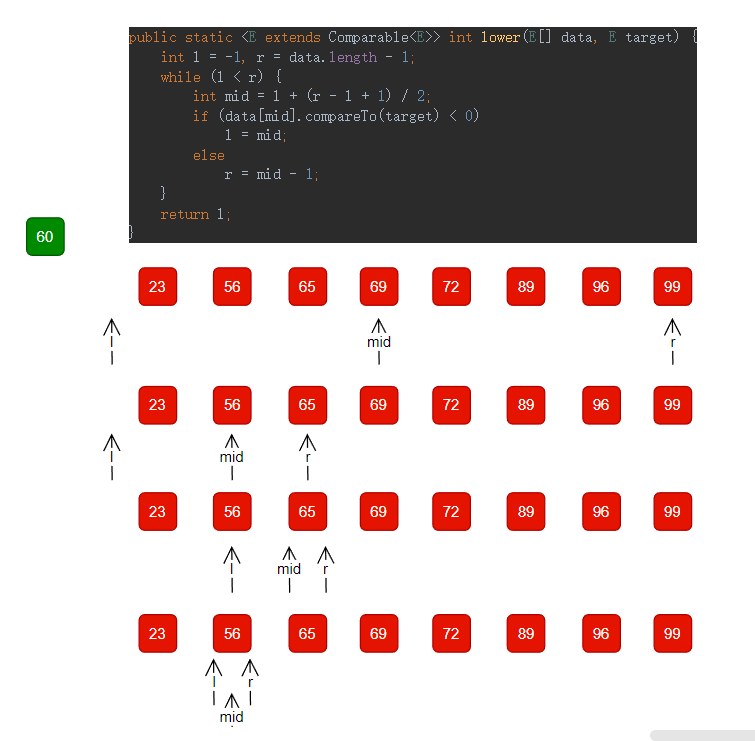 public static <E extends Comparable<E>> int lower(E[] data, E target) {
    int l = -1, r = data.length - 1;
    while (l < r) {
        int mid = l + (r - l + 1) / 2;
        if (data[mid].compareTo(target) < 0)
            l = mid;
        else
            r = mid - 1;
    }
    return l;
}
60
23 56 65 69 72 89 96 99
l mid r
23 56 65 69 72 89 96 99
l mid r
23 56 65 69 72 89 96 99
l mid r
23 56 65 69 72 89 96 99
l r
mid